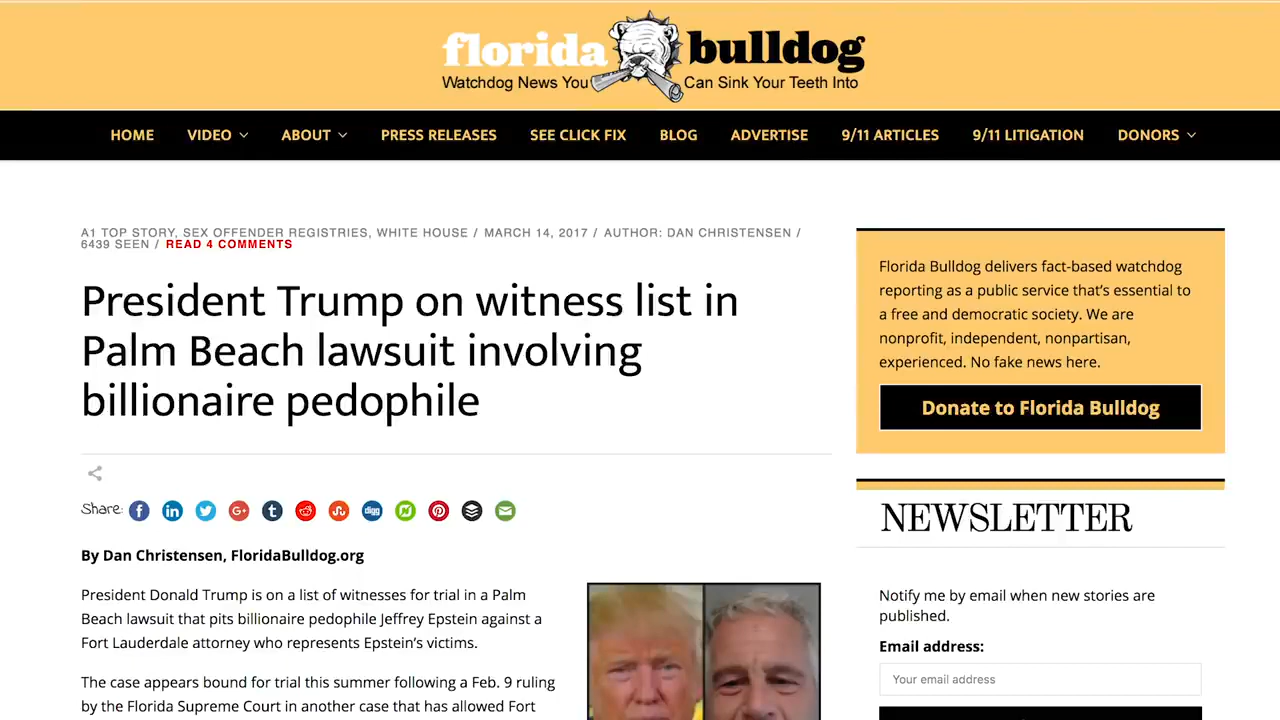 florida bulldog
Watchdog News You Can Sink Your Teeth Into
HOME VIDEO ABOUT PRESS RELEASES SEE CLICK FIX BLOG ADVERTISE 9/11 ARTICLES 9/11 LITIGATION DONORS
A1 TOP STORY, SEX OFFENDER REGISTRIES, WHITE HOUSE / MARCH 14, 2017 / AUTHOR: DAN CHRISTENSEN /
6439 SEEN / READ 4 COMMENTS
President Trump on witness list in
Palm Beach lawsuit involving
billionaire pedophile
Share:
digg
By Dan Christensen, FloridaBulldog.org
President Donald Trump is on a list of witnesses for trial in a Palm
Beach lawsuit that pits billionaire pedophile Jeffrey Epstein against a
Fort Lauderdale attorney who represents Epstein's victims.
The case appears bound for trial this summer following a Feb. 9 ruling
by the Florida Supreme Court in another case that has allowed Fort
Florida Bulldog delivers fact-based watchdog
reporting as a public service that's essential to
a free and democratic society. We are
nonprofit, independent, nonpartisan,
experienced. No fake news here.
Donate to Florida Bulldog
NEWSLETTER
Notify me by email when new stories are
published.
Email address:
Your email address